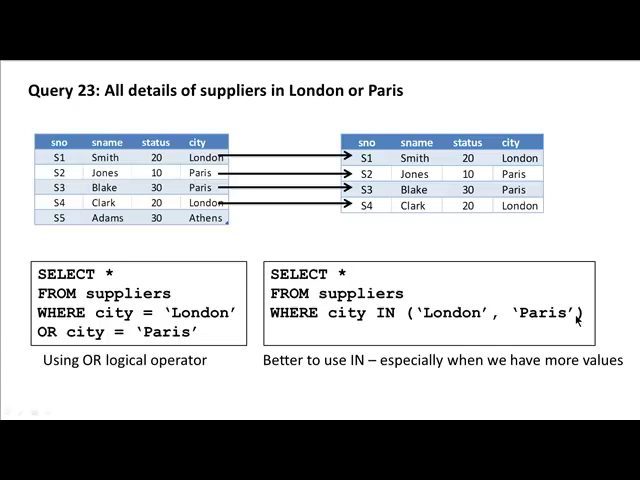 Query 23: All details of suppliers in London or Paris
sno sname status city
S1 Smith 20 London
S2 Jones 10 Paris
S3 Blake 30 Paris
S4 Clark 20 London
S5 Adams 30 Athens
sno sname status city
S1 Smith 20 London
S2 Jones 10 Paris
S3 Blake 30 Paris
S4 Clark 20 London
SELECT *
FROM suppliers
WHERE city = ‘London’
OR city = ‘Paris’
Using OR logical operator
SELECT *
FROM suppliers
WHERE city IN (‘London’, ‘Paris’)
Better to use IN – especially when we have more values